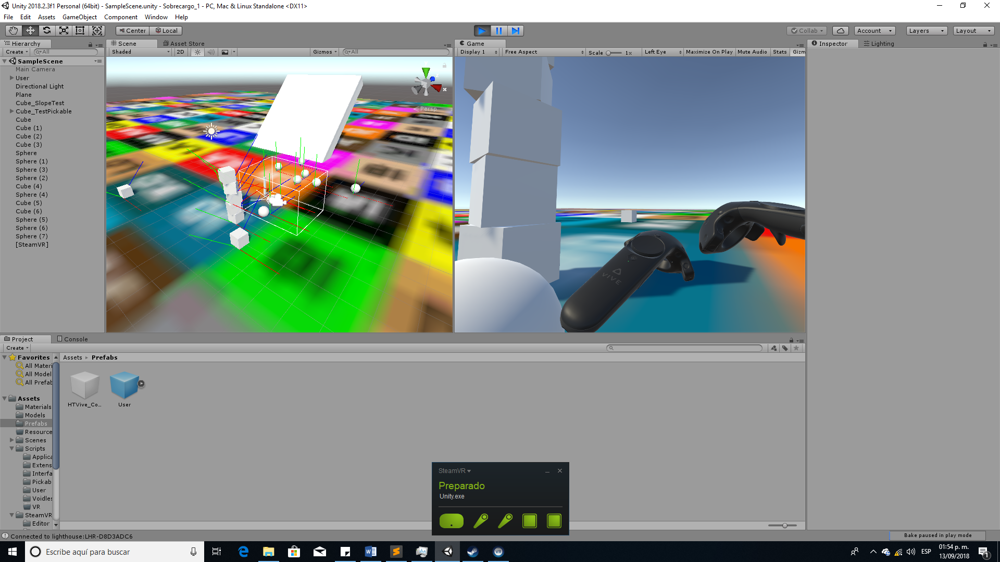 Unity 2018.2.3f1 Personal (64bit) - SampleScene.unity - Sobrecargo_1 - PC, Mac & Linux Standalone <DX11>
File Edit Assets GameObject Component Window Help
Center Local Collab Account Layers Layout
Hierarchy Scene Asset Store Game Inspector Lighting
Create All Shaded 2D Gizmos All Display 1 Free Aspect Scale 1x Left Eye Maximize On Play Mute Audio Stats Gizm
SampleScene
Main Camera
User
Directional Light
Plane
Cube_SlopeTest
Cube_TestPickable
Cube
Cube (1)
Cube (2)
Cube (3)
Sphere
Sphere (1)
Sphere (3)
Sphere (2)
Cube (4)
Sphere (4)
Cube (5)
Cube (6)
Sphere (5)
Sphere (6)
Sphere (7)
[SteamVR]
x
Persp
VIVE
Project Console
Create
Favorites
All Materi
All Model
All Prefab
Assets
Materials
Models
Prefabs
Resource
Scenes
Scripts
Applica
Extens
Interfa
Pickab
User
Voidles
VR
SteamVR
Editor
Assets Prefabs
HTVive_Co...
User
SteamVR
Preparado
Unity.exe
Connected to lighthouse:LHR-D8D3ADC6
Bake paused in play mode
Escribe aquí para buscar
VR
ESP
01:54 p. m.
13/09/2018
1